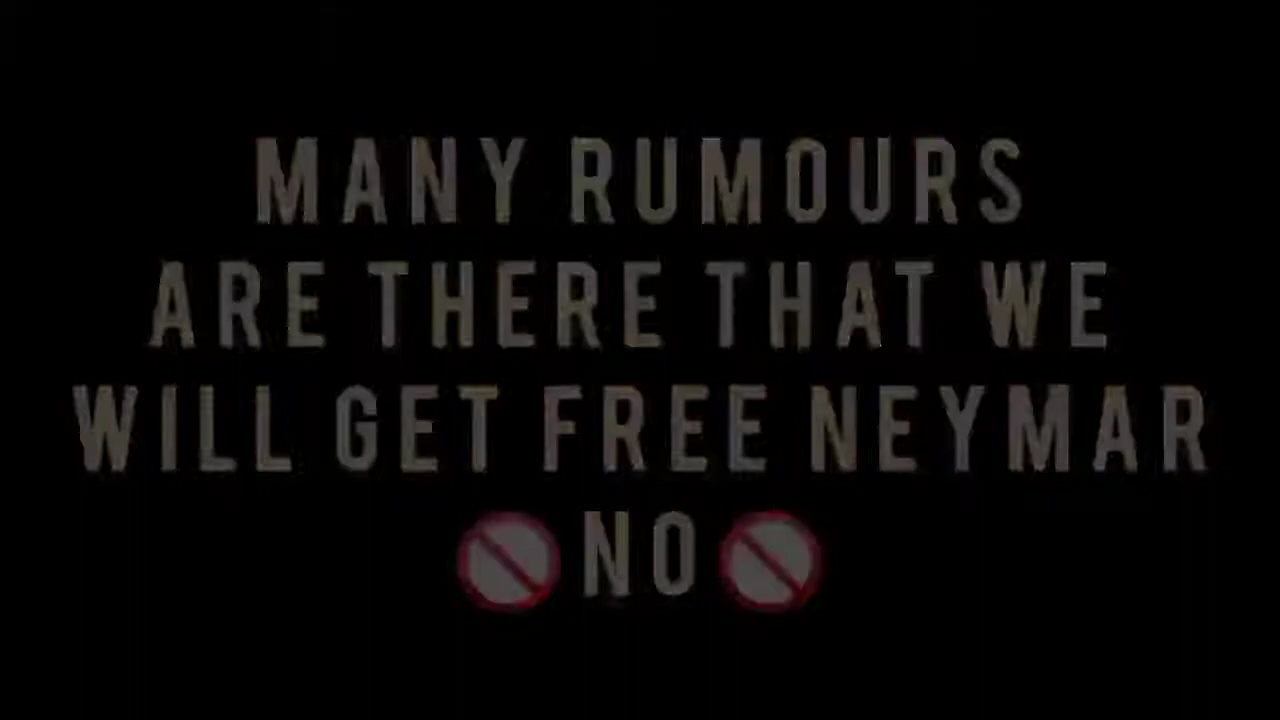 MANY RUMOURS
ARE THERE THAT WE
WILL GET FREE NEYMAR
🚫 NO 🚫